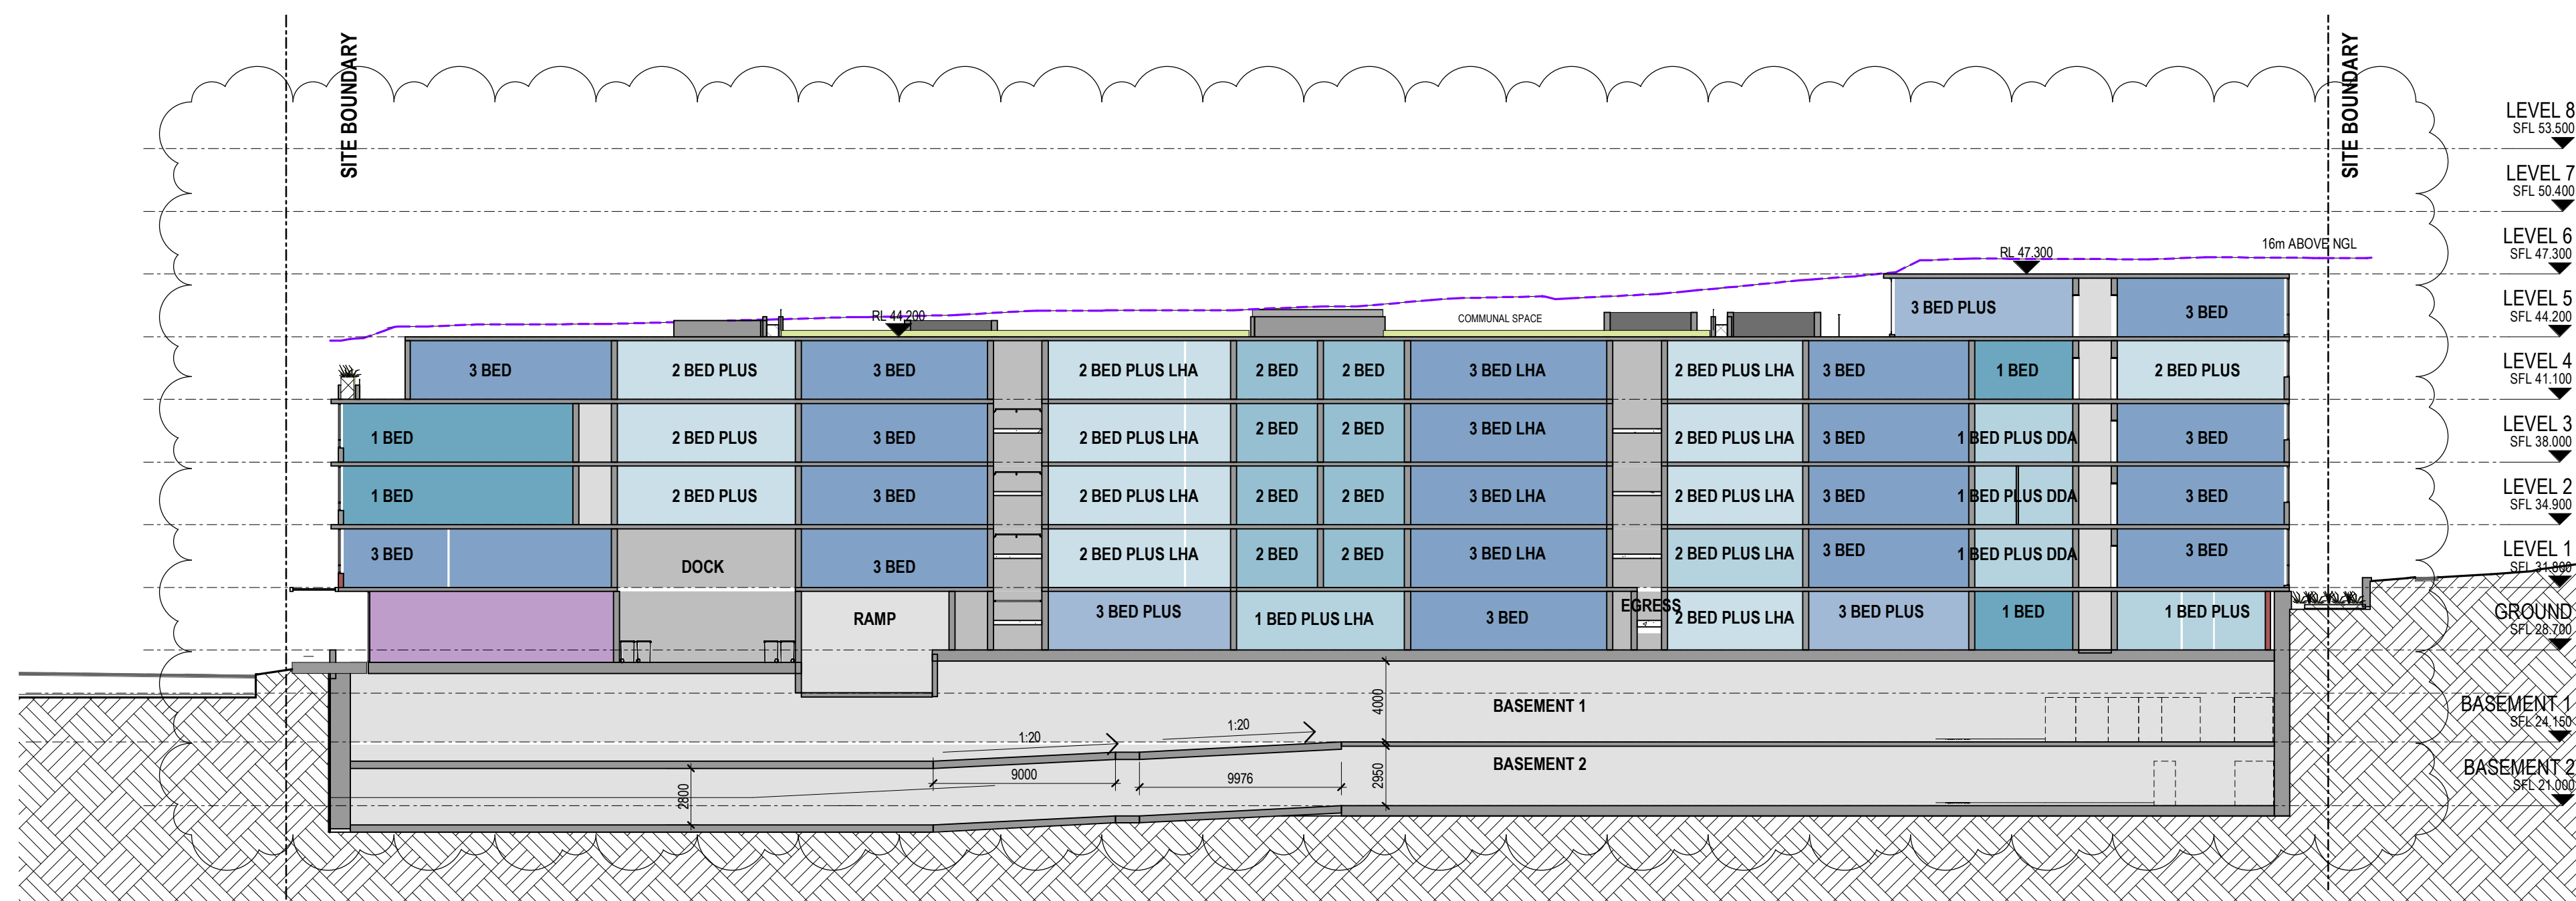 SITE BOUNDARY
SITE BOUNDARY
LEVEL 8
SFL 53.500
LEVEL 7
SFL 50.400
LEVEL 6
SFL 47.300
16m ABOVE NGL
RL 47.300
LEVEL 5
SFL 44.200
3 BED PLUS
3 BED
RL 44.200
COMMUNAL SPACE
LEVEL 4
SFL 41.100
3 BED
2 BED PLUS
3 BED
2 BED PLUS LHA
2 BED
2 BED
3 BED LHA
2 BED PLUS LHA
3 BED
1 BED
2 BED PLUS
LEVEL 3
SFL 38.000
1 BED
2 BED PLUS
3 BED
2 BED PLUS LHA
2 BED
2 BED
3 BED LHA
2 BED PLUS LHA
3 BED
1 BED PLUS DDA
3 BED
LEVEL 2
SFL 34.900
1 BED
2 BED PLUS
3 BED
2 BED PLUS LHA
2 BED
2 BED
3 BED LHA
2 BED PLUS LHA
3 BED
1 BED PLUS DDA
3 BED
LEVEL 1
SFL 31.800
3 BED
DOCK
3 BED
2 BED PLUS LHA
2 BED
2 BED
3 BED LHA
2 BED PLUS LHA
3 BED
1 BED PLUS DDA
3 BED
GROUND
SFL 28.700
RAMP
3 BED PLUS
1 BED PLUS LHA
3 BED
EGRESS
2 BED PLUS LHA
3 BED PLUS
1 BED
1 BED PLUS
BASEMENT 1
SFL 24.150
BASEMENT 1
4000
1:20
1:20
BASEMENT 2
SFL 21.000
BASEMENT 2
2800
9000
9976
2950